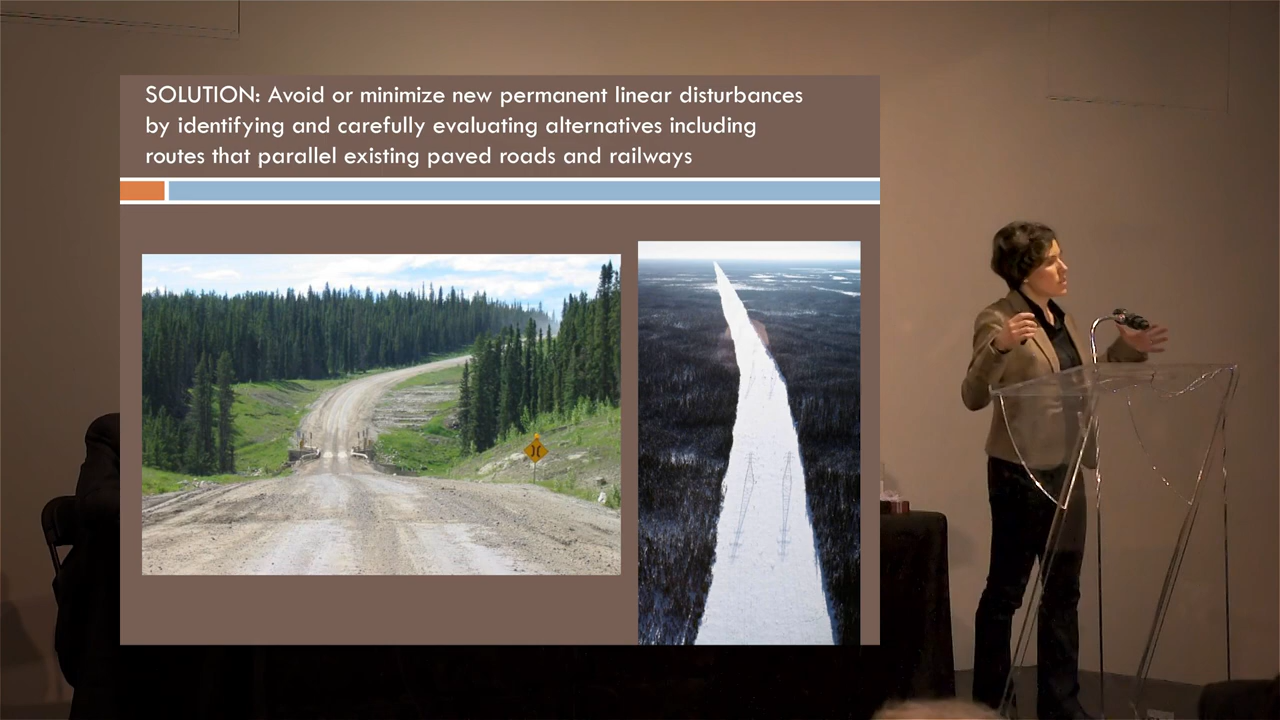 SOLUTION: Avoid or minimize new permanent linear disturbances
by identifying and carefully evaluating alternatives including
routes that parallel existing paved roads and railways